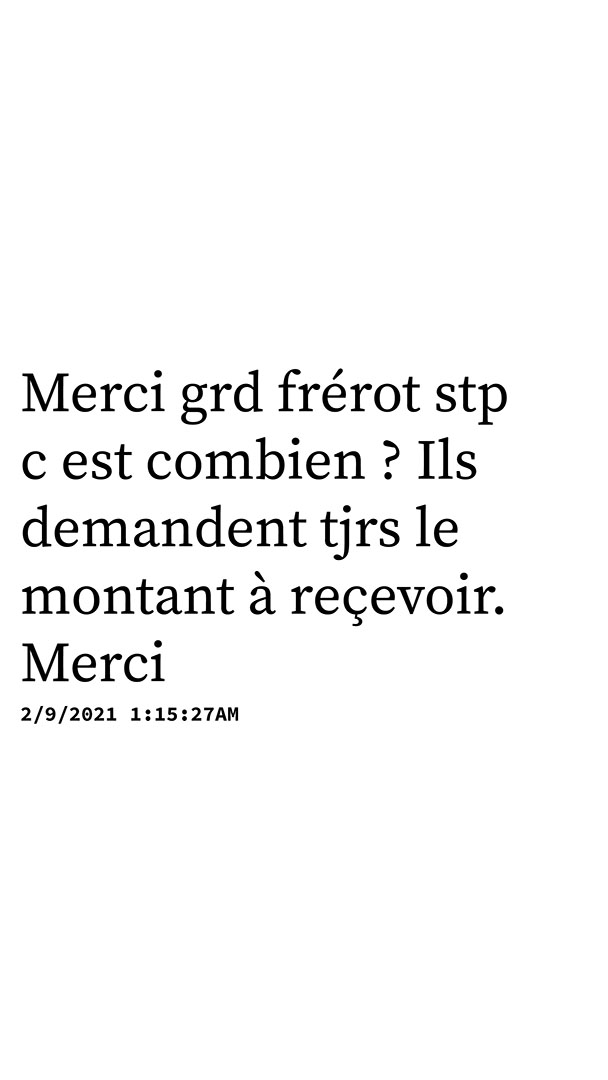 Merci grd frérot stp
c est combien ? Ils
demandent tjrs le
montant à reçevoir.
Merci
2/9/2021 1:15:27AM